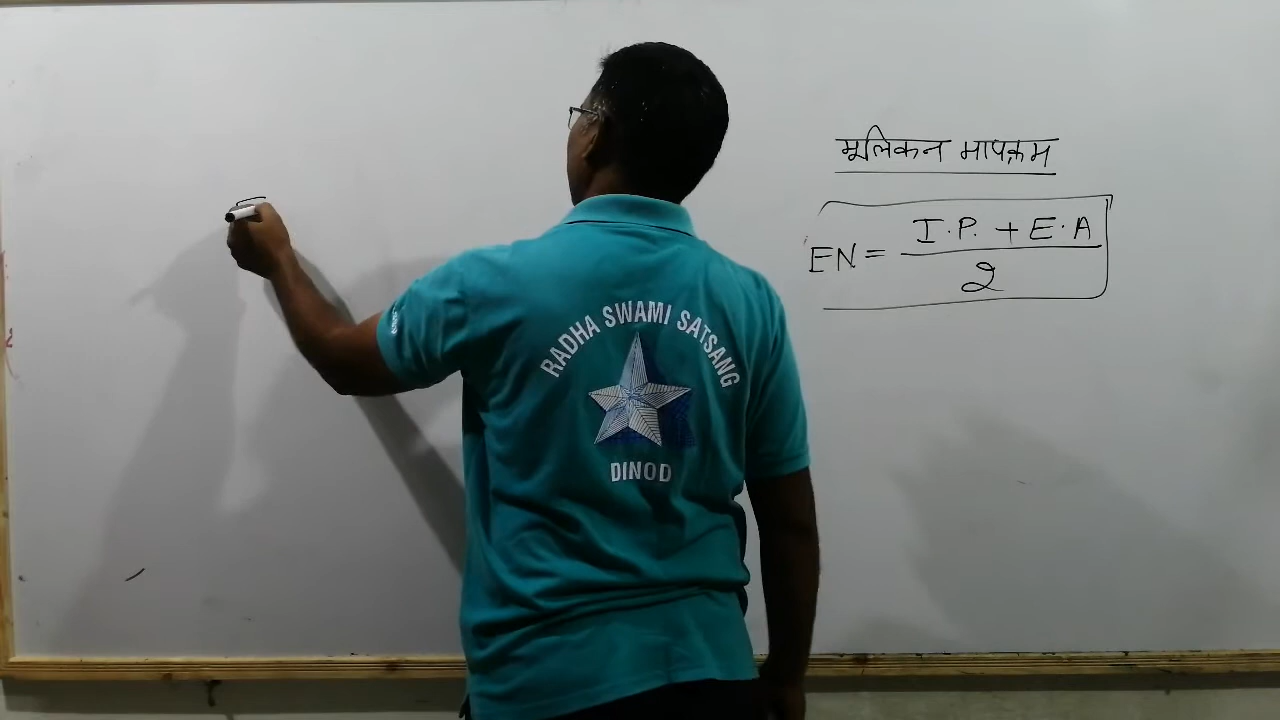 मूलिकन मापक्रम
EN = I.P. + E.A / 2
RADHA SWAMI SATSANG
DINOD